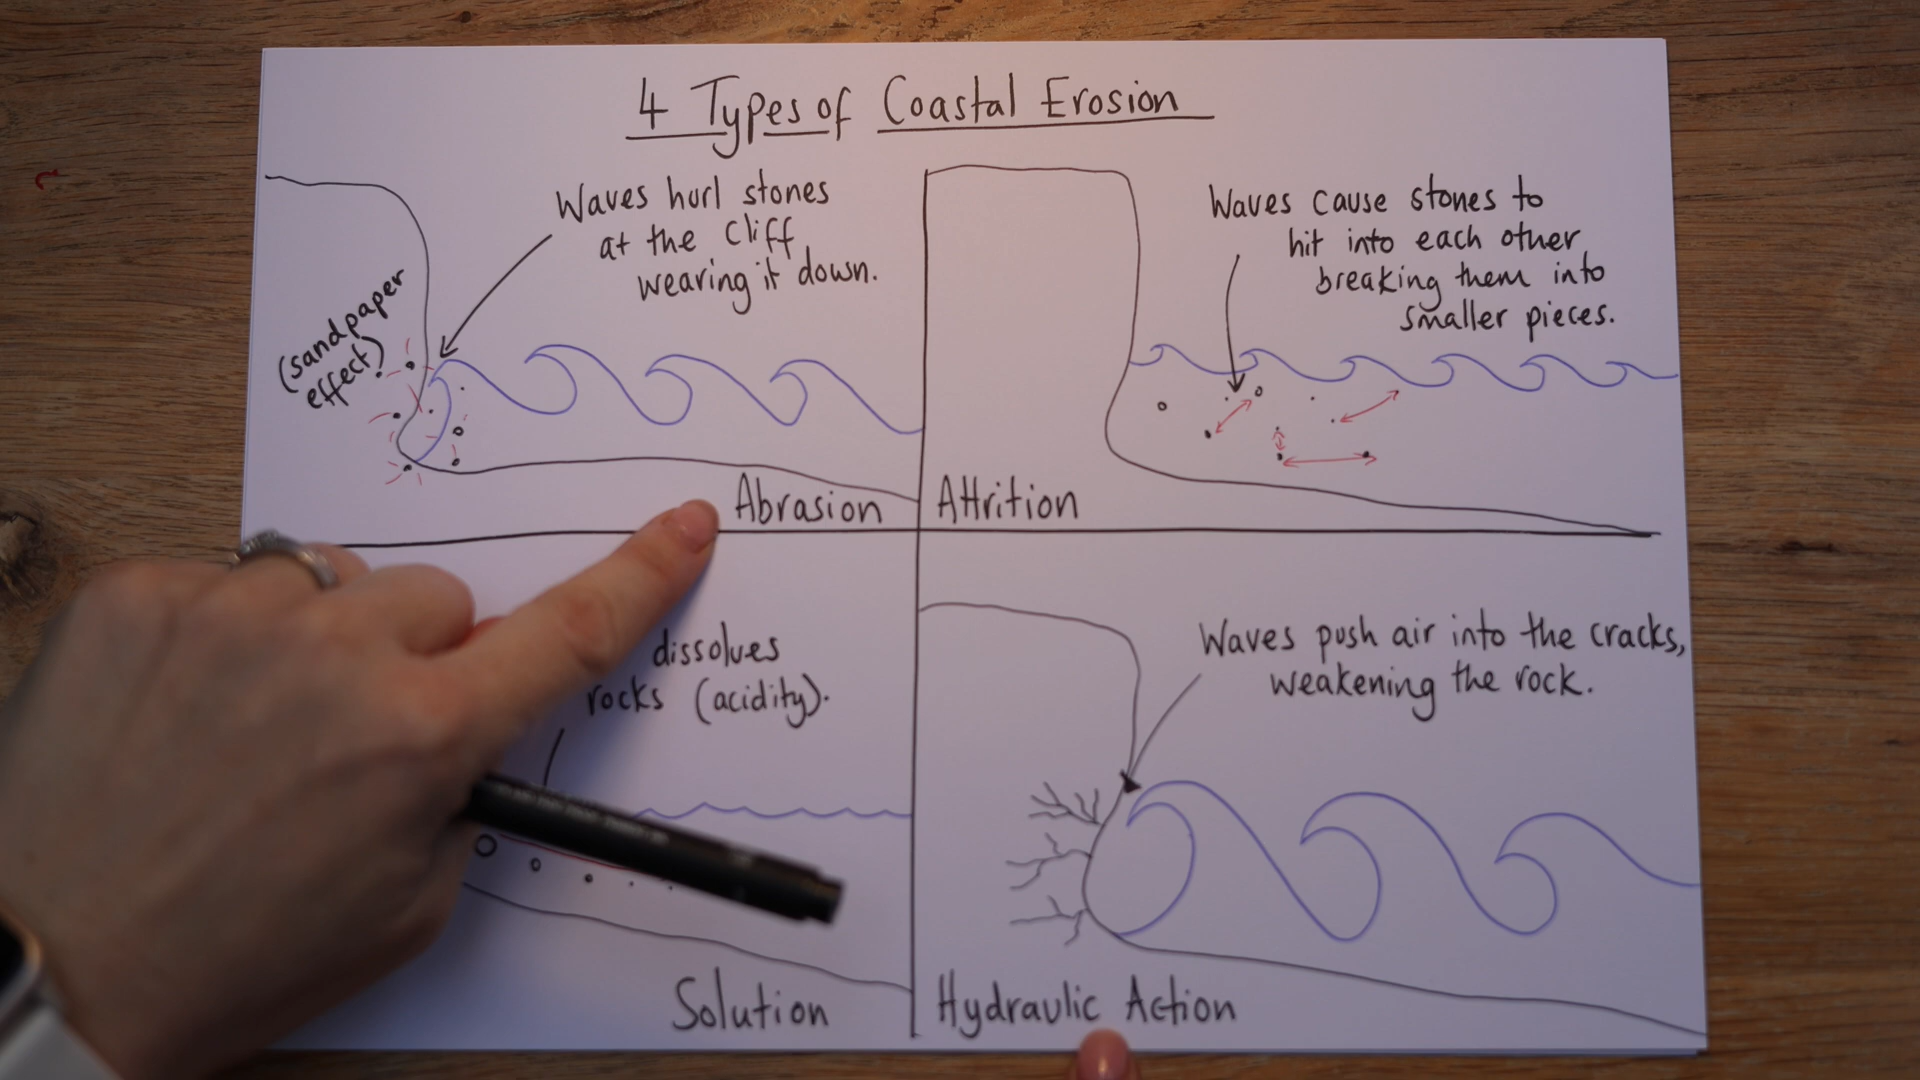 4 Types of Coastal Erosion
Waves hurl stones
at the cliff
wearing it down.
(sandpaper
effect)
Abrasion
Waves cause stones to
hit into each other
breaking them into
smaller pieces.
Attrition
dissolves
rocks (acidity).
Solution
Waves push air into the cracks,
weakening the rock.
Hydraulic Action